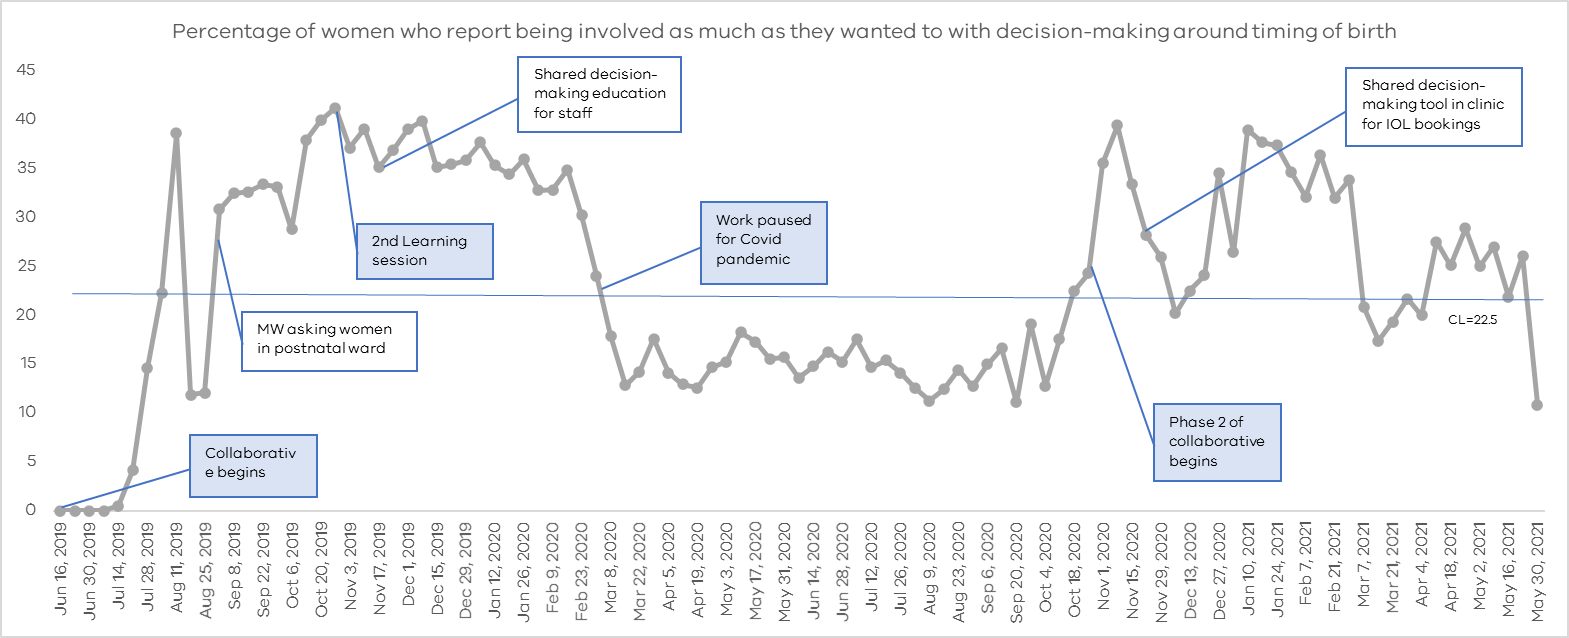 Percentage of women who report being involved as much as they wanted to with decision-making around timing of birth
45
40
35
30
25
20
15
10
5
0
Collaborativ
e begins
MW asking women
in postnatal ward
2nd Learning
session
Shared decision-
making education
for staff
Work paused
for Covid
pandemic
Phase 2 of
collaborative
begins
Shared decision-
making tool in clinic
for IOL bookings
CL=22.5
Jun 16, 2019
Jun 30, 2019
Jul 14, 2019
Jul 28, 2019
Aug 11, 2019
Aug 25, 2019
Sep 8, 2019
Sep 22, 2019
Oct 6, 2019
Oct 20, 2019
Nov 3, 2019
Nov 17, 2019
Dec 1, 2019
Dec 15, 2019
Dec 29, 2019
Jan 12, 2020
Jan 26, 2020
Feb 9, 2020
Feb 23, 2020
Mar 8, 2020
Mar 22, 2020
Apr 5, 2020
Apr 19, 2020
May 3, 2020
May 17, 2020
May 31, 2020
Jun 14, 2020
Jun 28, 2020
Jul 12, 2020
Jul 26, 2020
Aug 9, 2020
Aug 23, 2020
Sep 6, 2020
Sep 20, 2020
Oct 4, 2020
Oct 18, 2020
Nov 1, 2020
Nov 15, 2020
Nov 29, 2020
Dec 13, 2020
Dec 27, 2020
Jan 10, 2021
Jan 24, 2021
Feb 7, 2021
Feb 21, 2021
Mar 7, 2021
Mar 21, 2021
Apr 4, 2021
Apr 18, 2021
May 2, 2021
May 16, 2021
May 30, 2021